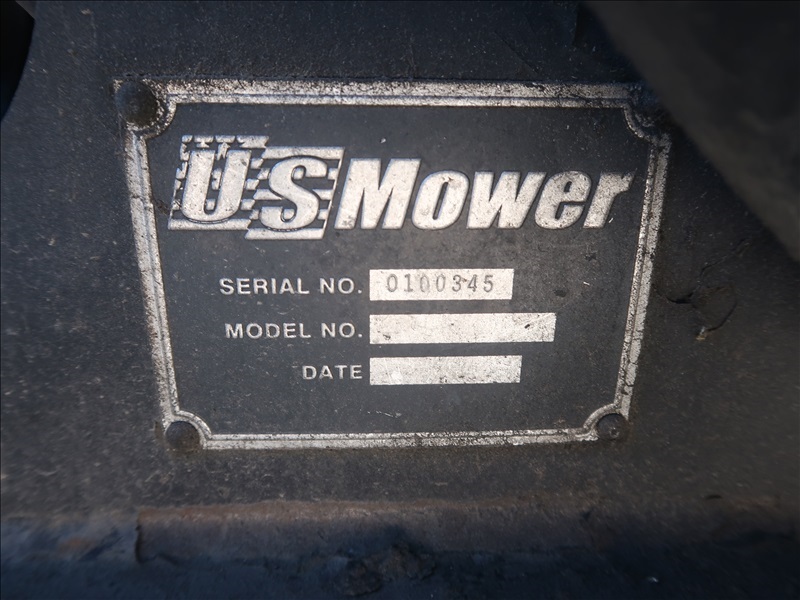 US Mower
SERIAL NO. 0100345
MODEL NO.
DATE